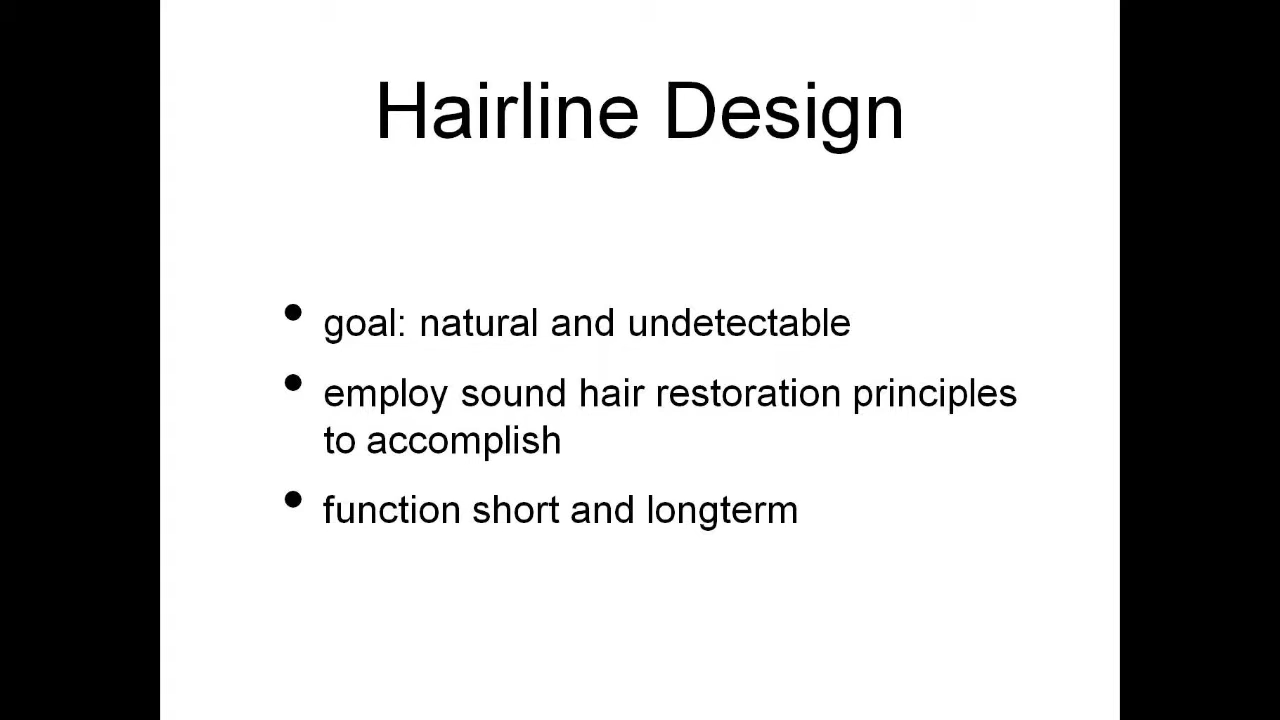 Hairline Design
• goal: natural and undetectable
• employ sound hair restoration principles
to accomplish
• function short and longterm